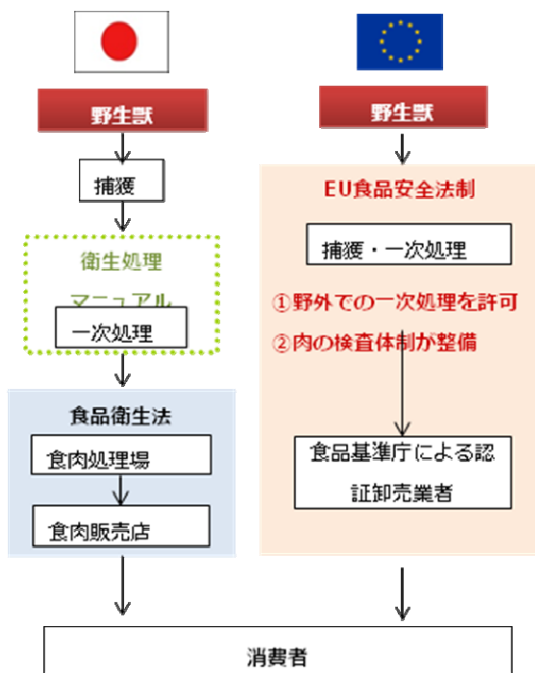 野生獣
捕獲
衛生処理
マニュアル
一次処理
食品衛生法
食肉処理場
食肉販売店
野生獣
EU食品安全法制
捕獲・一次処理
①野外での一次処理を許可
②肉の検査体制が整備
食品基準庁による認
証卸売業者
消費者